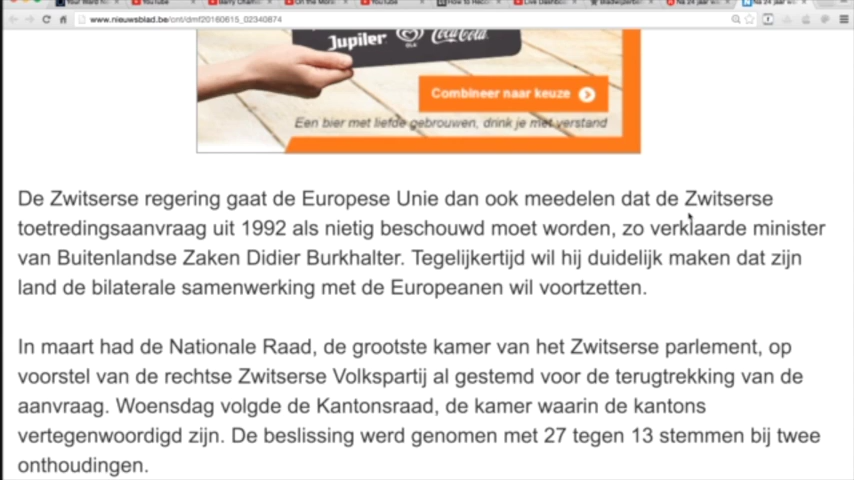 YouTube
YouTube
www.nieuwsblad.be/cnt/dmf20160615_02340874
Jupiler
OLA
Coca-Cola
Combineer naar keuze
Een bier met liefde gebrouwen, drink je met verstand
De Zwitserse regering gaat de Europese Unie dan ook meedelen dat de Zwitserse
toetredingsaanvraag uit 1992 als nietig beschouwd moet worden, zo verklaarde minister
van Buitenlandse Zaken Didier Burkhalter. Tegelijkertijd wil hij duidelijk maken dat zijn
land de bilaterale samenwerking met de Europeanen wil voortzetten.
In maart had de Nationale Raad, de grootste kamer van het Zwitserse parlement, op
voorstel van de rechtse Zwitserse Volkspartij al gestemd voor de terugtrekking van de
aanvraag. Woensdag volgde de Kantonsraad, de kamer waarin de kantons
vertegenwoordigd zijn. De beslissing werd genomen met 27 tegen 13 stemmen bij twee
onthoudingen.